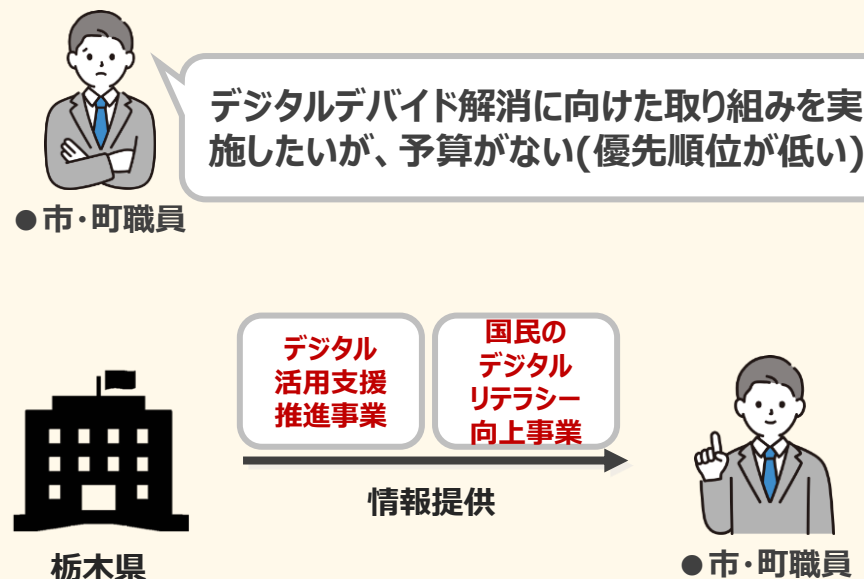 デジタルデバイド解消に向けた取り組みを実
施したいが、予算がない(優先順位が低い)
●市・町職員
デジタル
活用支援
推進事業
国民の
デジタル
リテラシー
向上事業
情報提供
栃木県
●市・町職員